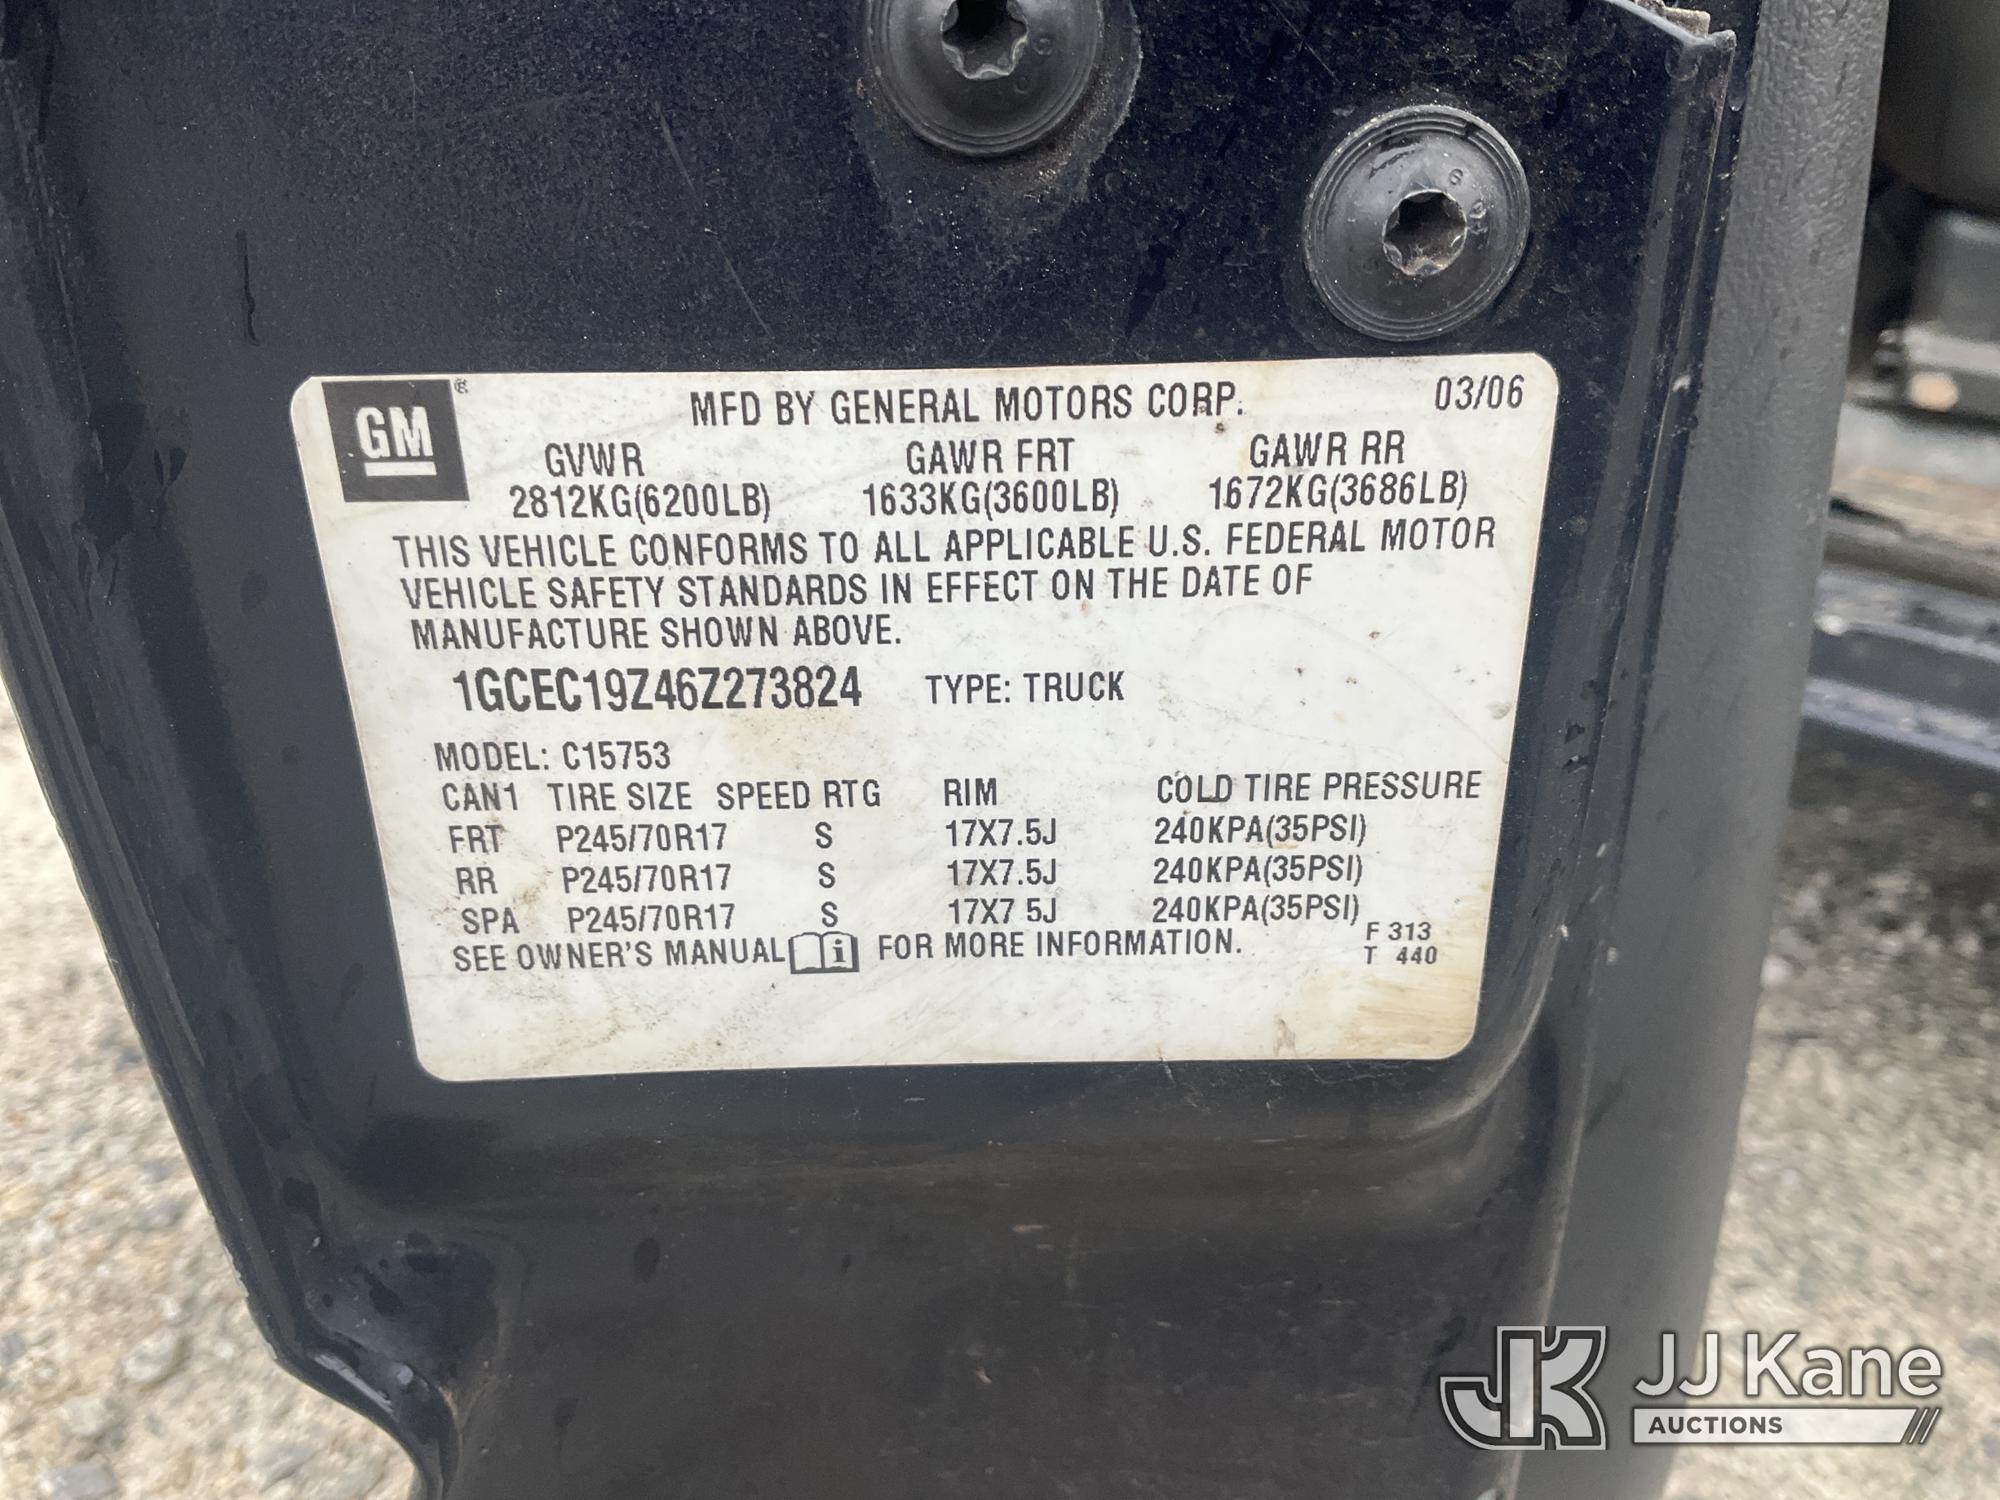 GM ® MFD BY GENERAL MOTORS CORP. 03/06
GVWR GAWR FRT GAWR RR
2812KG(6200LB) 1633KG(3600LB) 1672KG(3686LB)
THIS VEHICLE CONFORMS TO ALL APPLICABLE U.S. FEDERAL MOTOR
VEHICLE SAFETY STANDARDS IN EFFECT ON THE DATE OF
MANUFACTURE SHOWN ABOVE.
1GCEC19Z46Z273824 TYPE: TRUCK
MODEL: C15753
CAN1 TIRE SIZE SPEED RTG RIM COLD TIRE PRESSURE
FRT P245/70R17 S 17X7.5J 240KPA(35PSI)
RR P245/70R17 S 17X7.5J 240KPA(35PSI)
SPA P245/70R17 S 17X7 5J 240KPA(35PSI)
SEE OWNER'S MANUAL i FOR MORE INFORMATION.
F 313
T 440
JK JJ Kane
AUCTIONS